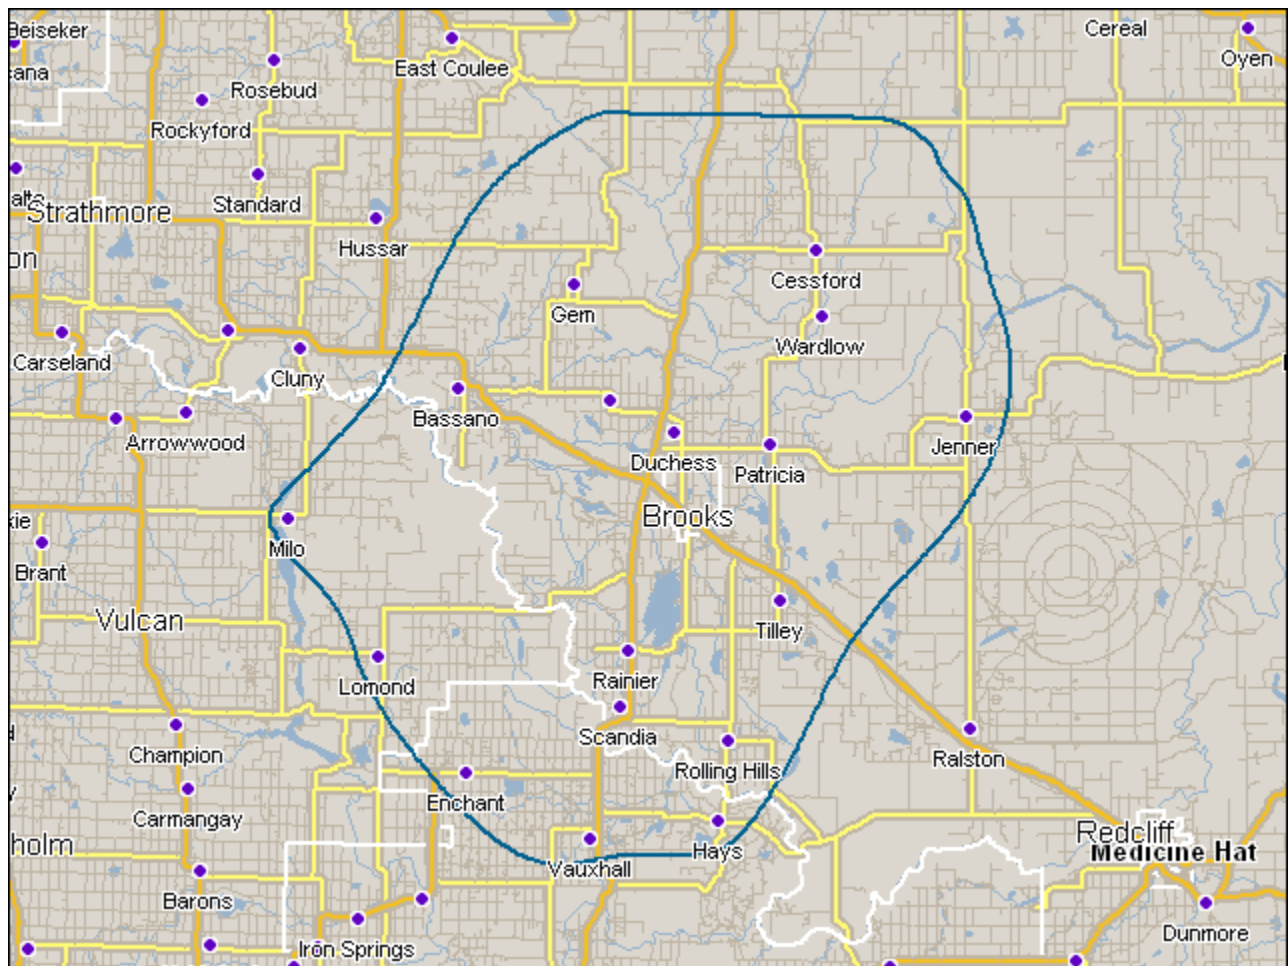 Beiseker
Cereal
Oyen
East Coulee
Rosebud
Rockyford
Standard
Strathmore
Hussar
Cessford
Gem
Wardlow
Carseland
Cluny
Bassano
Arrowwood
Jenner
Duchess
Patricia
Brooks
Milo
Brant
Vulcan
Tilley
Rainier
Lomond
Scandia
Champion
Ralston
Rolling Hills
Enchant
Carmangay
Redcliff
holm
Medicine Hat
Hays
Vauxhall
Barons
Dunmore
Iron Springs